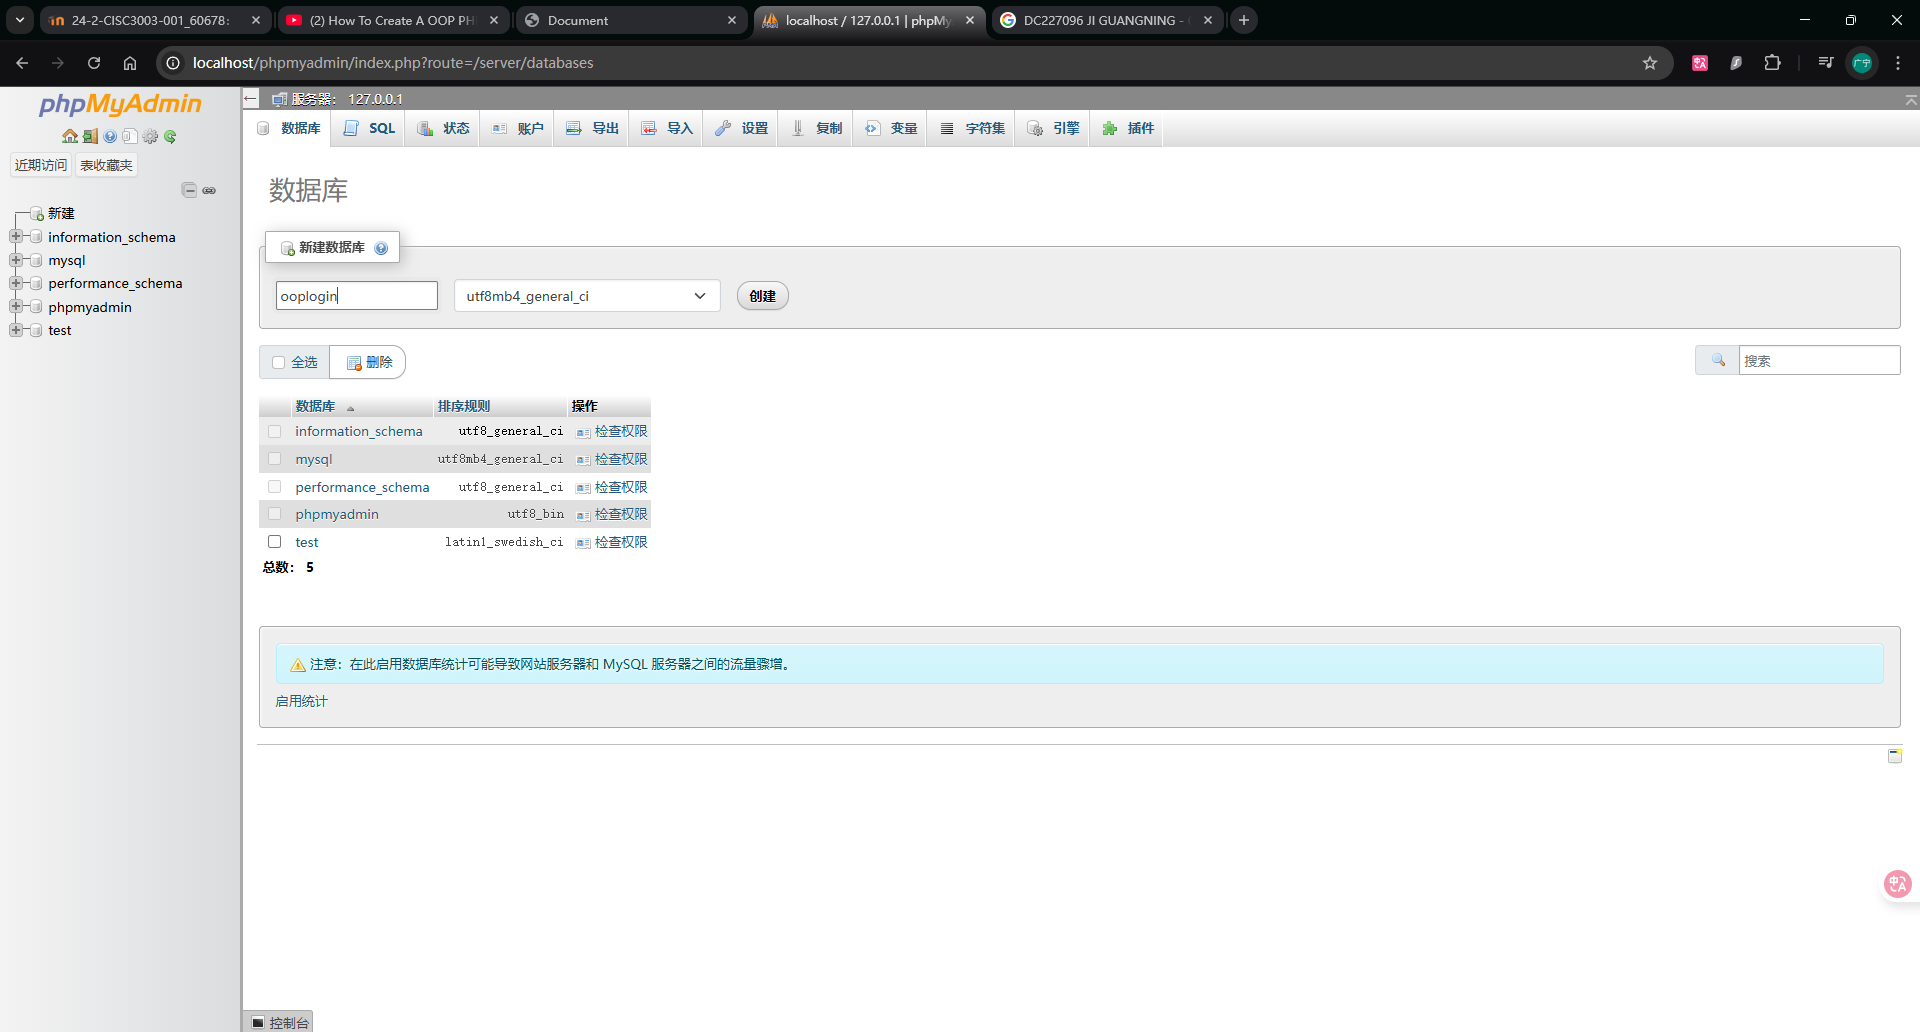 24-2-CISC3003-001_60678:
(2) How To Create A OOP PH
Document
localhost / 127.0.0.1 | phpMy
DC227096 JI GUANGNING -
localhost/phpmyadmin/index.php?route=/server/databases
广宁
phpMyAdmin
近期访问 表收藏夹
新建
information_schema
mysql
performance_schema
phpmyadmin
test
服务器: 127.0.0.1
数据库 SQL 状态 账户 导出 导入 设置 复制 变量 字符集 引擎 插件
数据库
新建数据库
ooplogin utf8mb4_general_ci 创建
全选 删除 搜索
数据库 排序规则 操作
information_schema utf8_general_ci 检查权限
mysql utf8mb4_general_ci 检查权限
performance_schema utf8_general_ci 检查权限
phpmyadmin utf8_bin 检查权限
test latin1_swedish_ci 检查权限
总数: 5
注意：在此启用数据库统计可能导致网站服务器和 MySQL 服务器之间的流量骤增。
启用统计
控制台